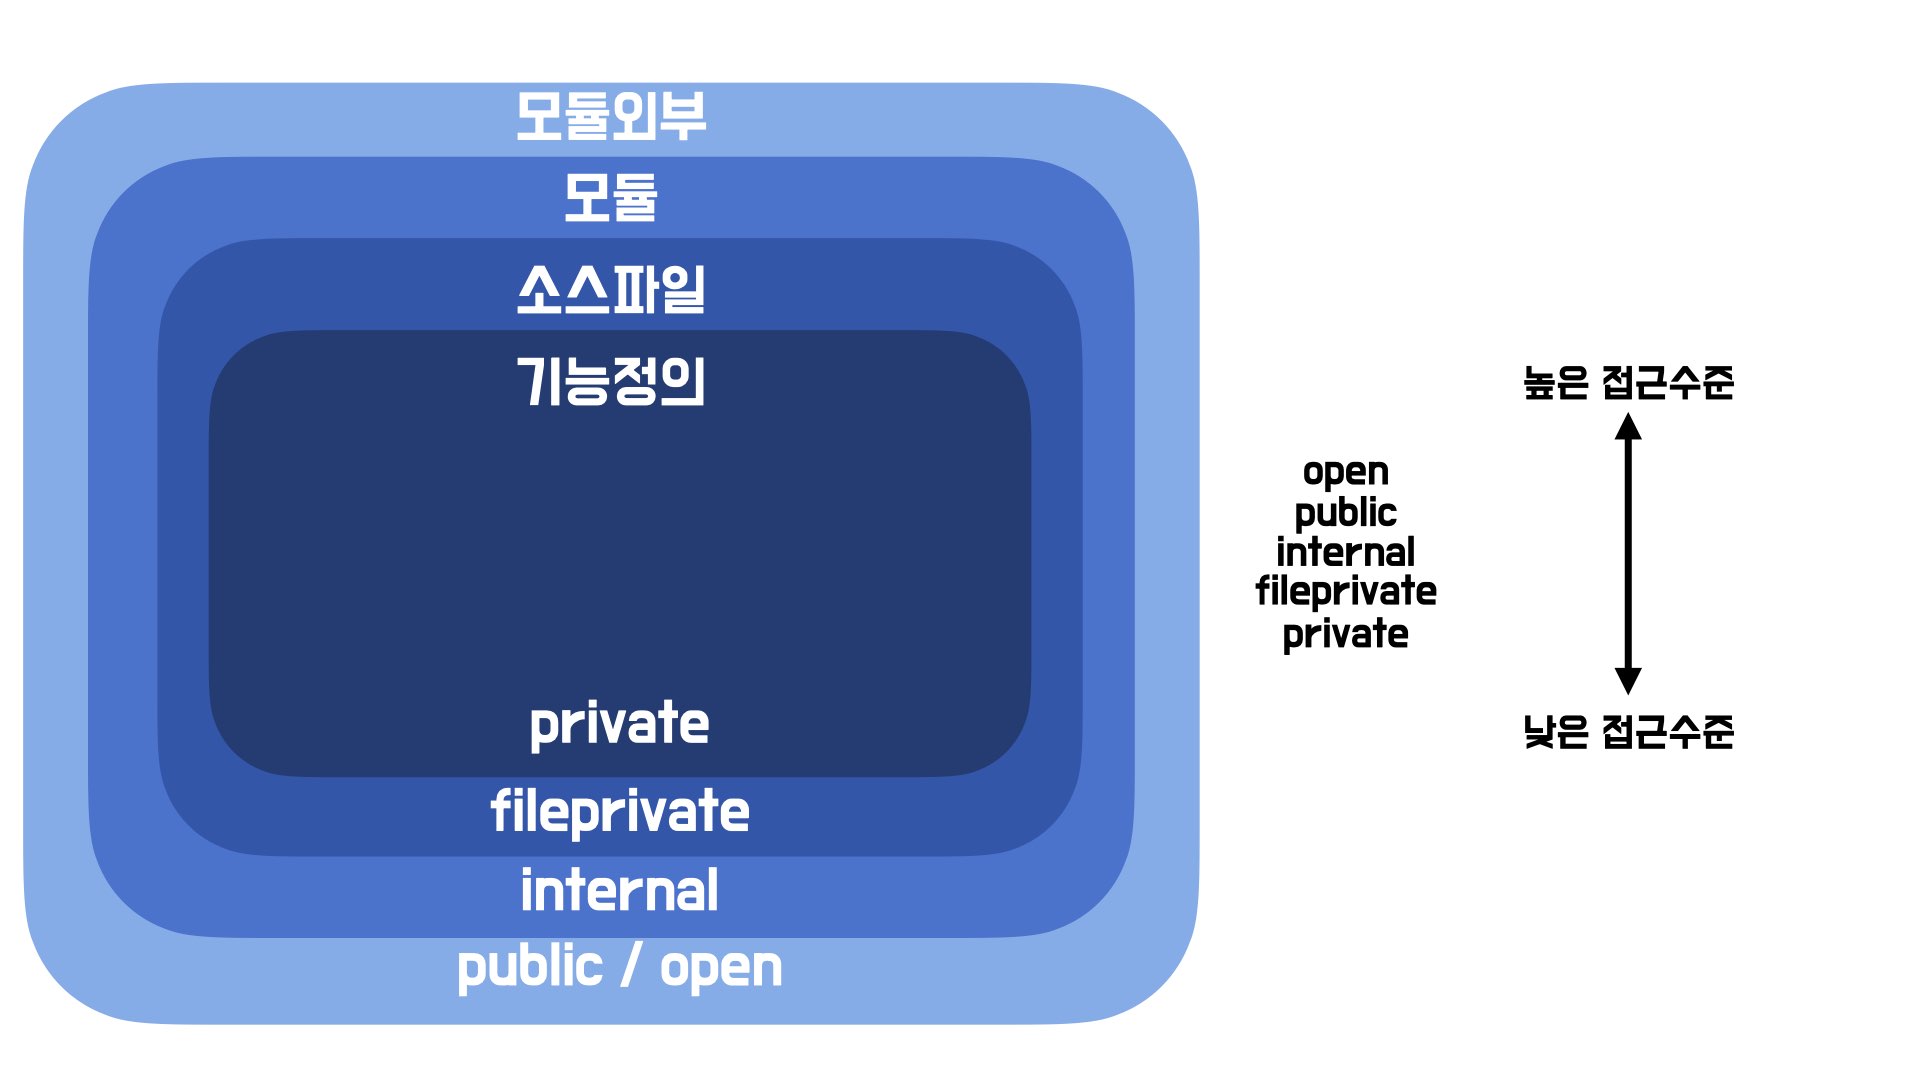 모듈외부
모듈
소스파일
기능정의
private
fileprivate
internal
public / open
높은 접근수준
open
public
internal
fileprivate
private
낮은 접근수준